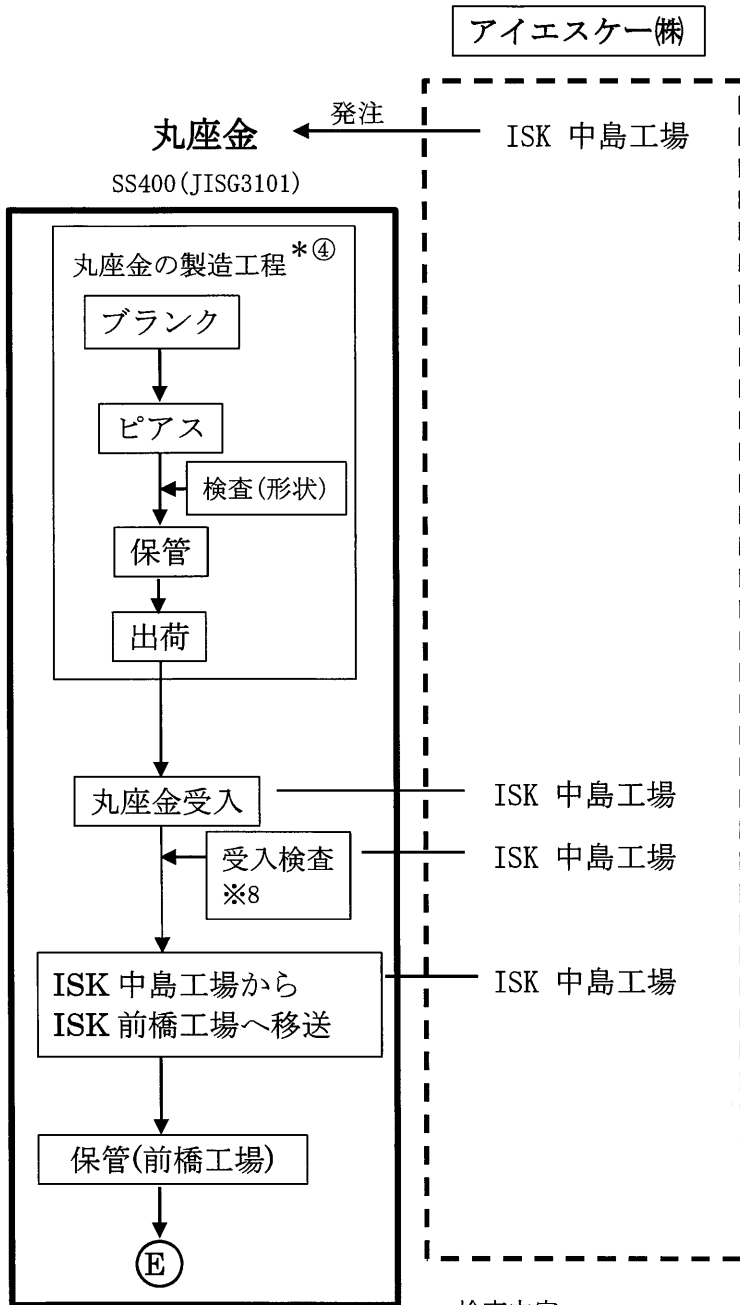 アイエスケー㈱
発注
丸座金
ISK 中島工場
SS400(JISG3101)
丸座金の製造工程*④
ブランク
ピアス
検査(形状)
保管
出荷
丸座金受入
ISK 中島工場
受入検査
※8
ISK 中島工場
ISK 中島工場から
ISK 前橋工場へ移送
ISK 中島工場
保管(前橋工場)
E